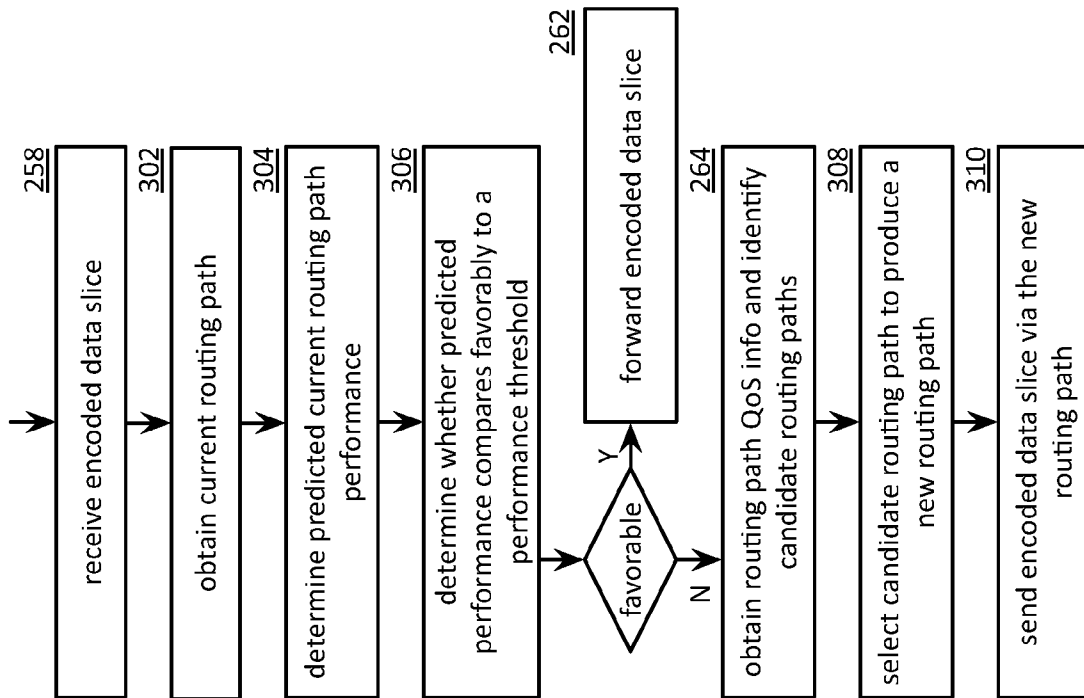 258
receive encoded data slice
302
obtain current routing path
304
determine predicted current routing path
performance
306
determine whether predicted
performance compares favorably to a
performance threshold
favorable
Y
N
262
forward encoded data slice
264
obtain routing path QoS info and identify
candidate routing paths
308
select candidate routing path to produce a
new routing path
310
send encoded data slice via the new
routing path